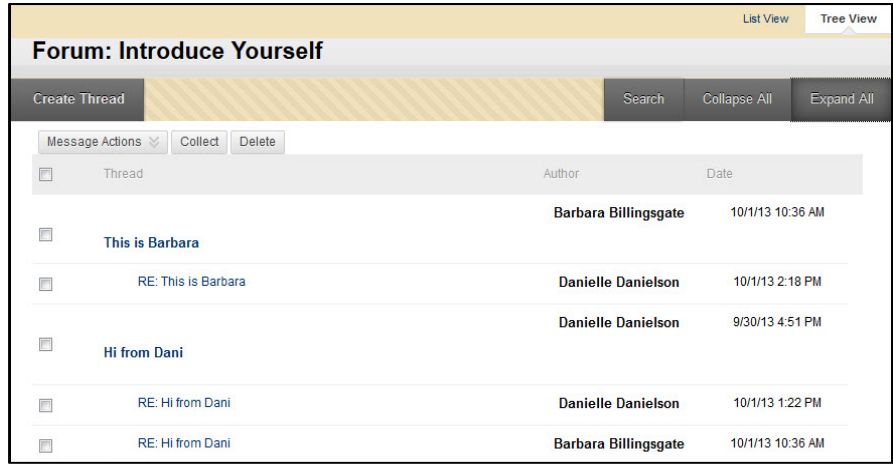 List View Tree View
Forum: Introduce Yourself
Create Thread Search Collapse All Expand All
Message Actions Collect Delete
Thread Author Date
Barbara Billingsgate 10/1/13 10:36 AM
This is Barbara
RE: This is Barbara Danielle Danielson 10/1/13 2:18 PM
Danielle Danielson 9/30/13 4:51 PM
Hi from Dani
RE: Hi from Dani Danielle Danielson 10/1/13 1:22 PM
RE: Hi from Dani Barbara Billingsgate 10/1/13 10:36 AM